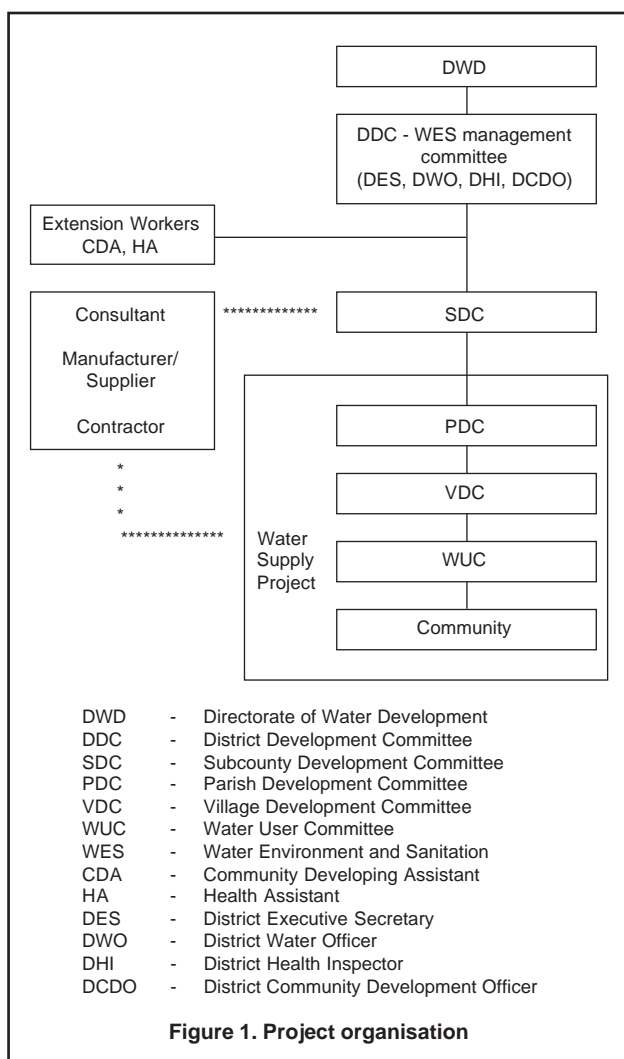 DWD
DDC - WES management
committee
(DES, DWO, DHI, DCDO)
Extension Workers
CDA, HA
Consultant
*************
SDC
Manufacturer/
Supplier
Contractor
PDC
*
*
*
**************
VDC
Water
Supply
Project
WUC
Community
DWD - Directorate of Water Development
DDC - District Development Committee
SDC - Subcounty Development Committee
PDC - Parish Development Committee
VDC - Village Development Committee
WUC - Water User Committee
WES - Water Environment and Sanitation
CDA - Community Developing Assistant
HA - Health Assistant
DES - District Executive Secretary
DWO - District Water Officer
DHI - District Health Inspector
DCDO - District Community Development Officer
Figure 1. Project organisation